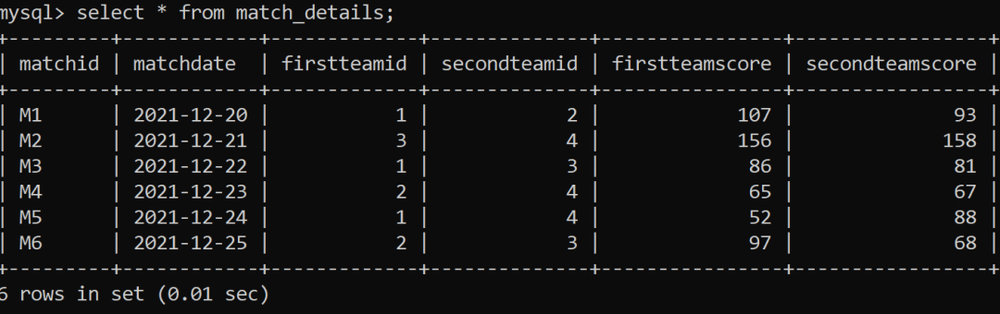 mysql> select * from match_details;
+---------+------------+-------------+--------------+----------------+-----------------+
| matchid | matchdate  | firstteamid | secondteamid | firstteamscore | secondteamscore |
+---------+------------+-------------+--------------+----------------+-----------------+
| M1      | 2021-12-20 |           1 |            2 |            107 |              93 |
| M2      | 2021-12-21 |           3 |            4 |            156 |             158 |
| M3      | 2021-12-22 |           1 |            3 |             86 |              81 |
| M4      | 2021-12-23 |           2 |            4 |             65 |              67 |
| M5      | 2021-12-24 |           1 |            4 |             52 |              88 |
| M6      | 2021-12-25 |           2 |            3 |             97 |              68 |
+---------+------------+-------------+--------------+----------------+-----------------+
6 rows in set (0.01 sec)